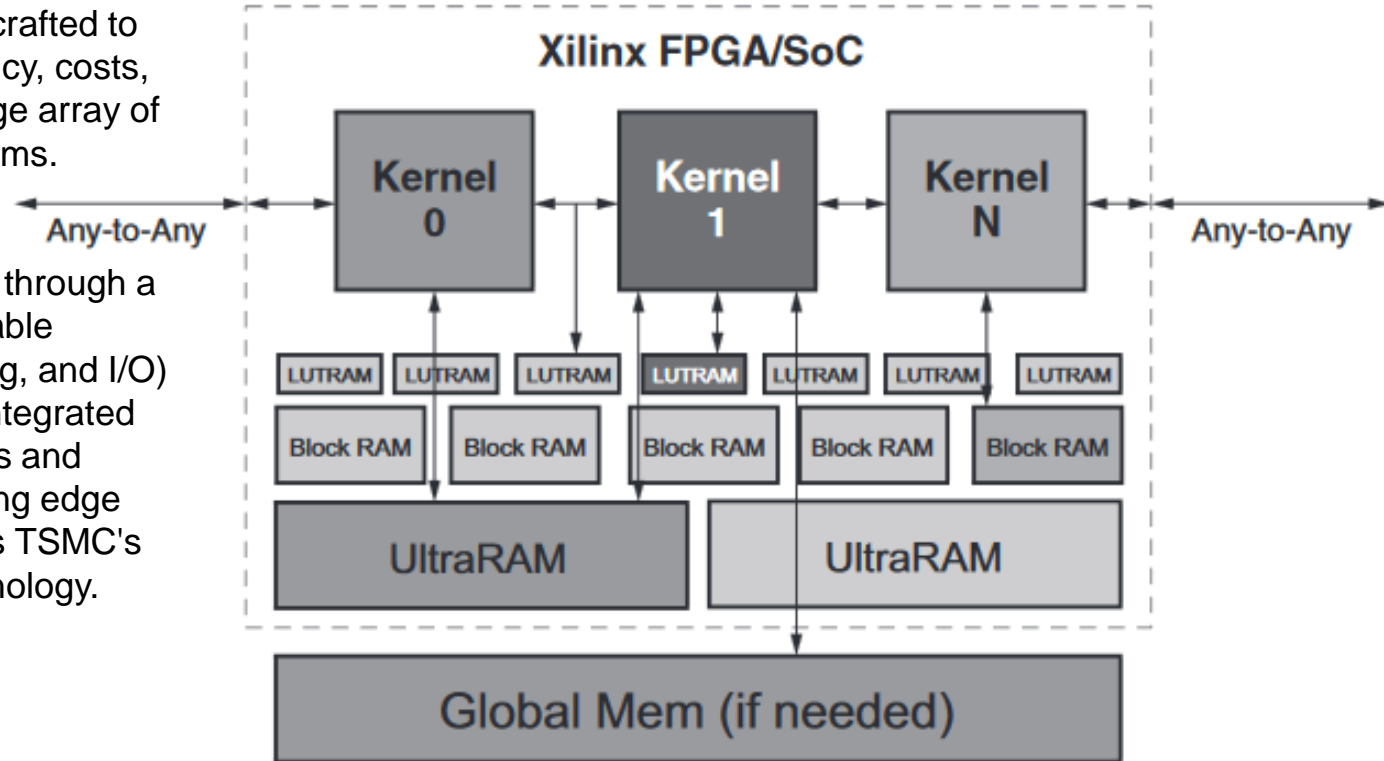 crafted to
cy, costs,
ge array of
ms.
through a
able
g, and I/O)
ntegrated
s and
ng edge
s TSMC's
nology.
Xilinx FPGA/SoC
Kernel
0
Kernel
1
Kernel
N
Any-to-Any
Any-to-Any
LUTRAM LUTRAM LUTRAM LUTRAM LUTRAM LUTRAM LUTRAM
Block RAM Block RAM Block RAM Block RAM Block RAM
UltraRAM UltraRAM
Global Mem (if needed)